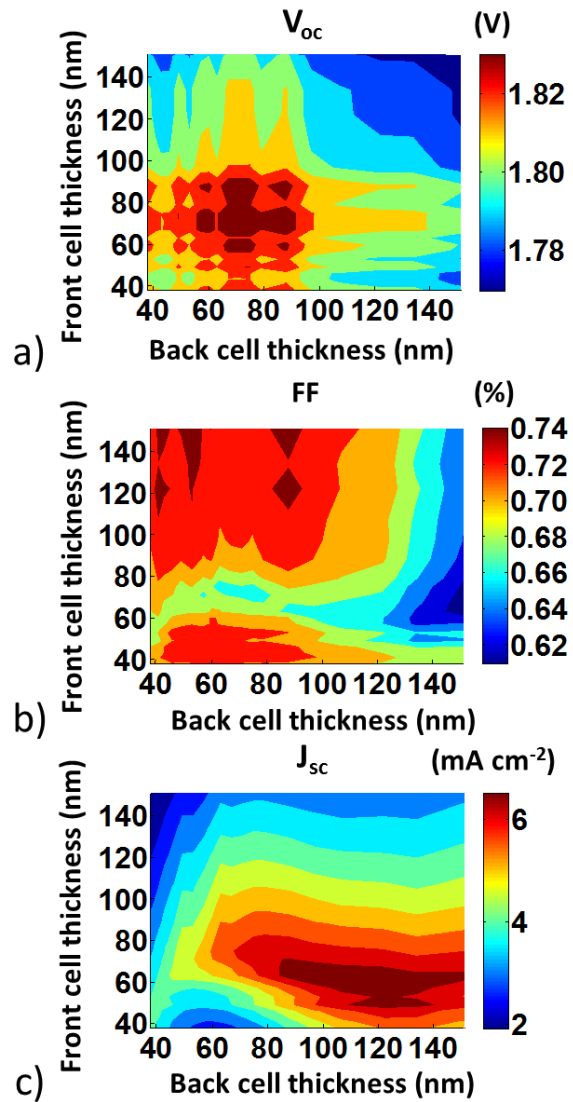 V_oc (V)
Front cell thickness (nm)
140
120
100
80
60
40
1.82
1.80
1.78
40 60 80 100 120 140
Back cell thickness (nm)
a)
FF (%)
Front cell thickness (nm)
140
120
100
80
60
40
0.74
0.72
0.70
0.68
0.66
0.64
0.62
40 60 80 100 120 140
Back cell thickness (nm)
b)
J_sc (mA cm⁻²)
Front cell thickness (nm)
140
120
100
80
60
40
6
4
2
40 60 80 100 120 140
Back cell thickness (nm)
c)